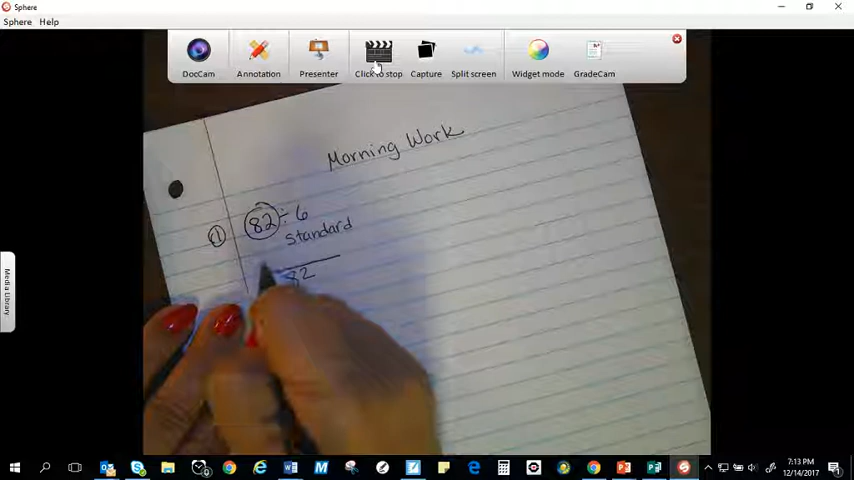 Sphere
Sphere Help
DocCam Annotation Presenter Click to stop Capture Split screen Widget mode GradeCam
Media Library
Morning Work
① 82 ÷ 6
Standard
82
7:13 PM
12/14/2017